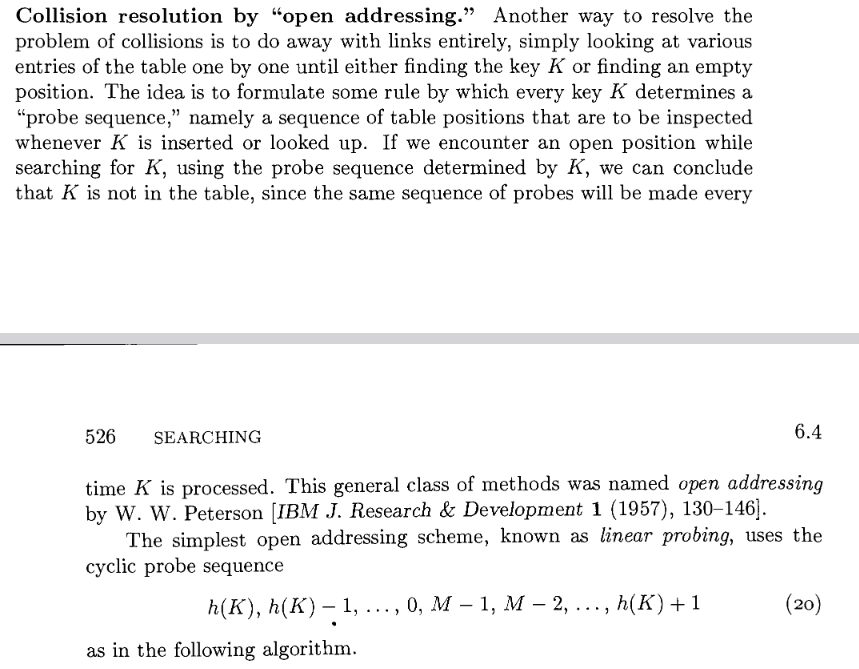 Collision resolution by “open addressing.” Another way to resolve the
problem of collisions is to do away with links entirely, simply looking at various
entries of the table one by one until either finding the key K or finding an empty
position. The idea is to formulate some rule by which every key K determines a
“probe sequence,” namely a sequence of table positions that are to be inspected
whenever K is inserted or looked up. If we encounter an open position while
searching for K, using the probe sequence determined by K, we can conclude
that K is not in the table, since the same sequence of probes will be made every
526 SEARCHING 6.4
time K is processed. This general class of methods was named open addressing
by W. W. Peterson [IBM J. Research & Development 1 (1957), 130–146].
The simplest open addressing scheme, known as linear probing, uses the
cyclic probe sequence
h(K), h(K) − 1, ..., 0, M − 1, M − 2, ..., h(K) + 1 (20)
as in the following algorithm.